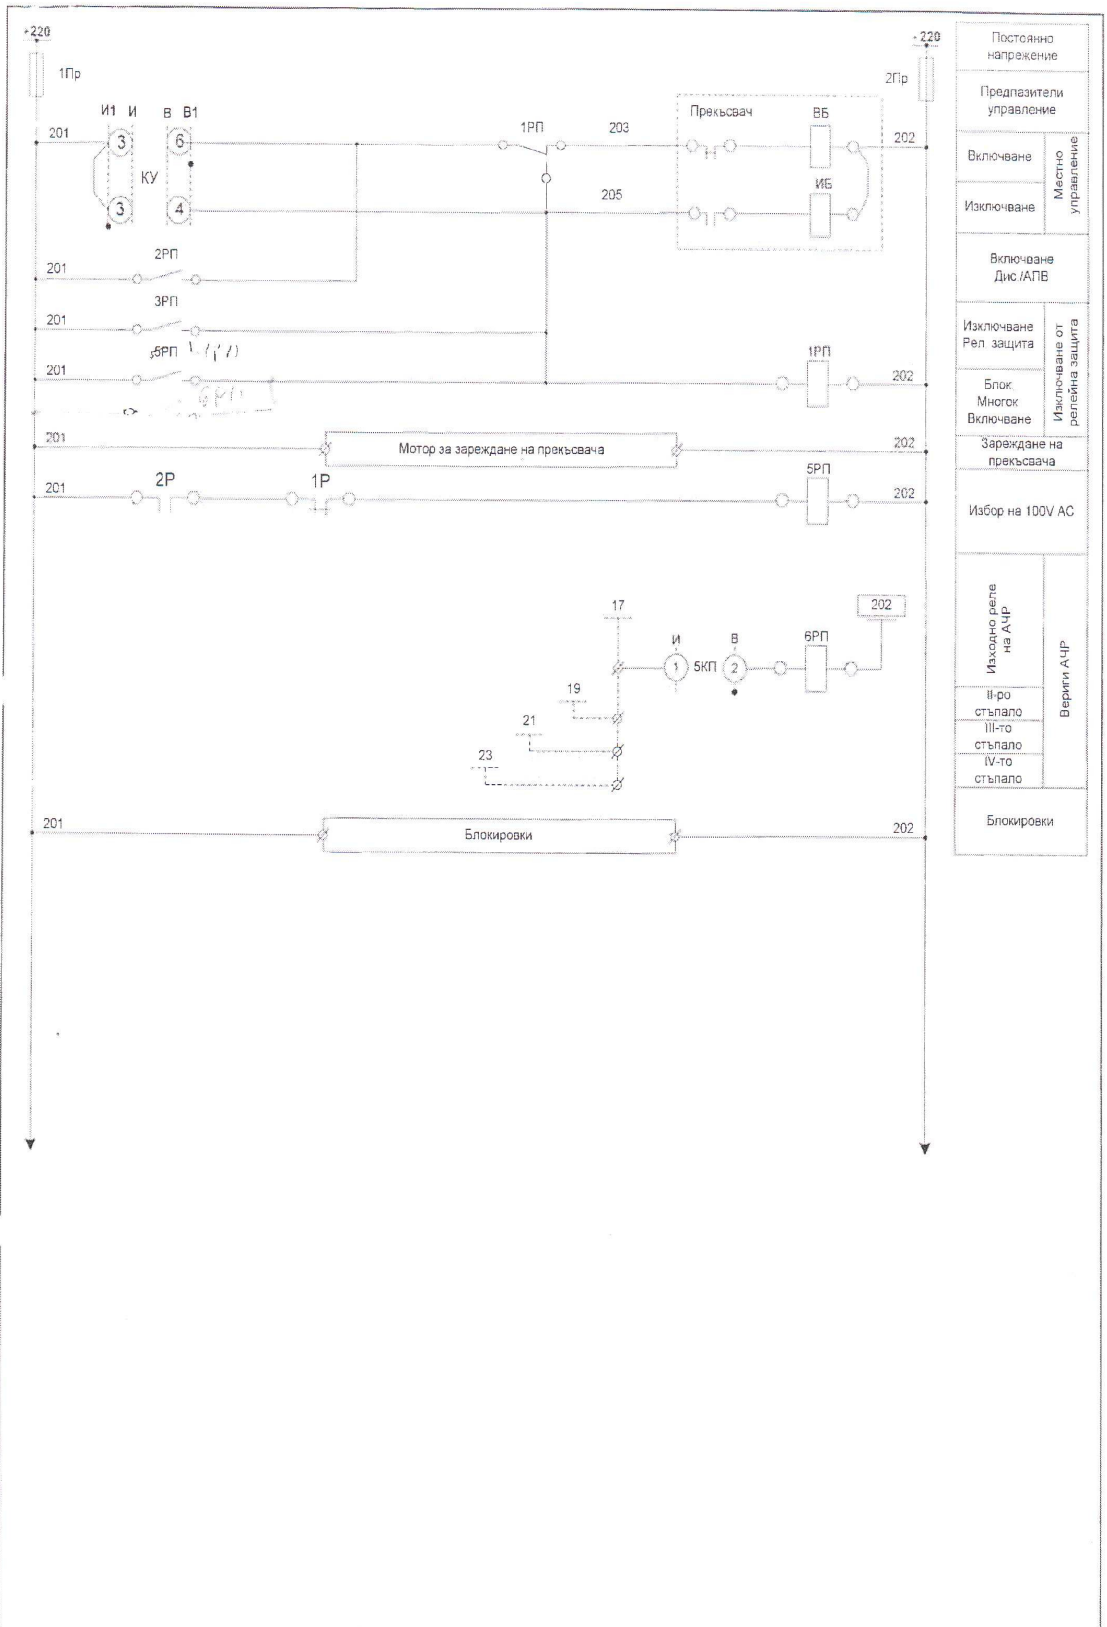 +220
- 220
1Пр
2Пр
И1 И В В1
201
3
6
КУ
3
4
1РП
203
205
Прекъсвач
ВБ
ИБ
202
2РП
201
3РП
201
5РП
201
1РП
202
201
Мотор за зареждане на прекъсвача
202
201
2Р
1Р
5РП
202
17
И
В
6РП
202
1
5КП
2
19
21
23
201
Блокировки
202
Постоянно
напрежение
Предпазители
управление
Включване
Изключване
Местно
управление
Включване
Дис./АПВ
Изключване
Рел. защита
Блок
Многок
Включване
Изключване от
релейна защита
Зареждане на
прекъсвача
Избор на 100V AC
Изходно реле
на АЧР
II-ро
стъпало
III-то
стъпало
IV-то
стъпало
Вериги АЧР
Блокировки